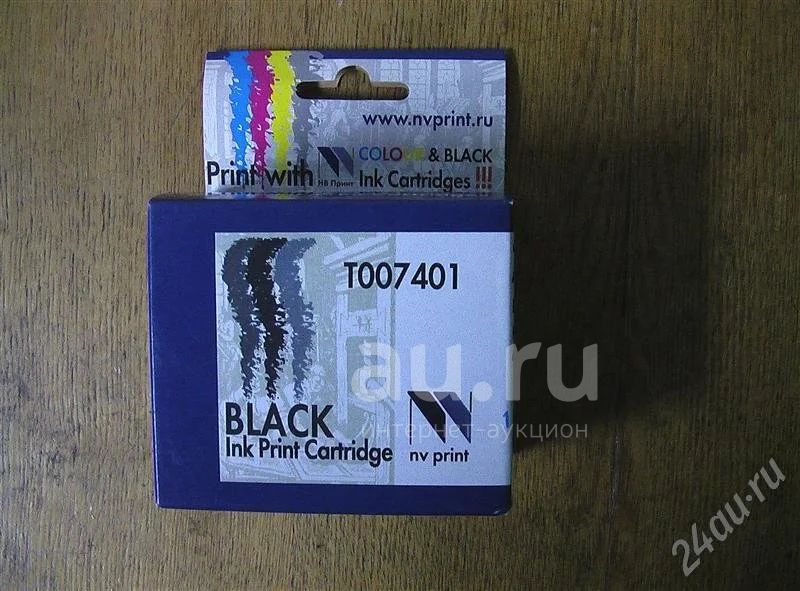 www.nvprint.ru
Print with НВ Принт COLOUR & BLACK
Ink Cartridges !!!
T007401
au.ru
интернет-аукцион
BLACK
Ink Print Cartridge
nv print
1
24au.ru